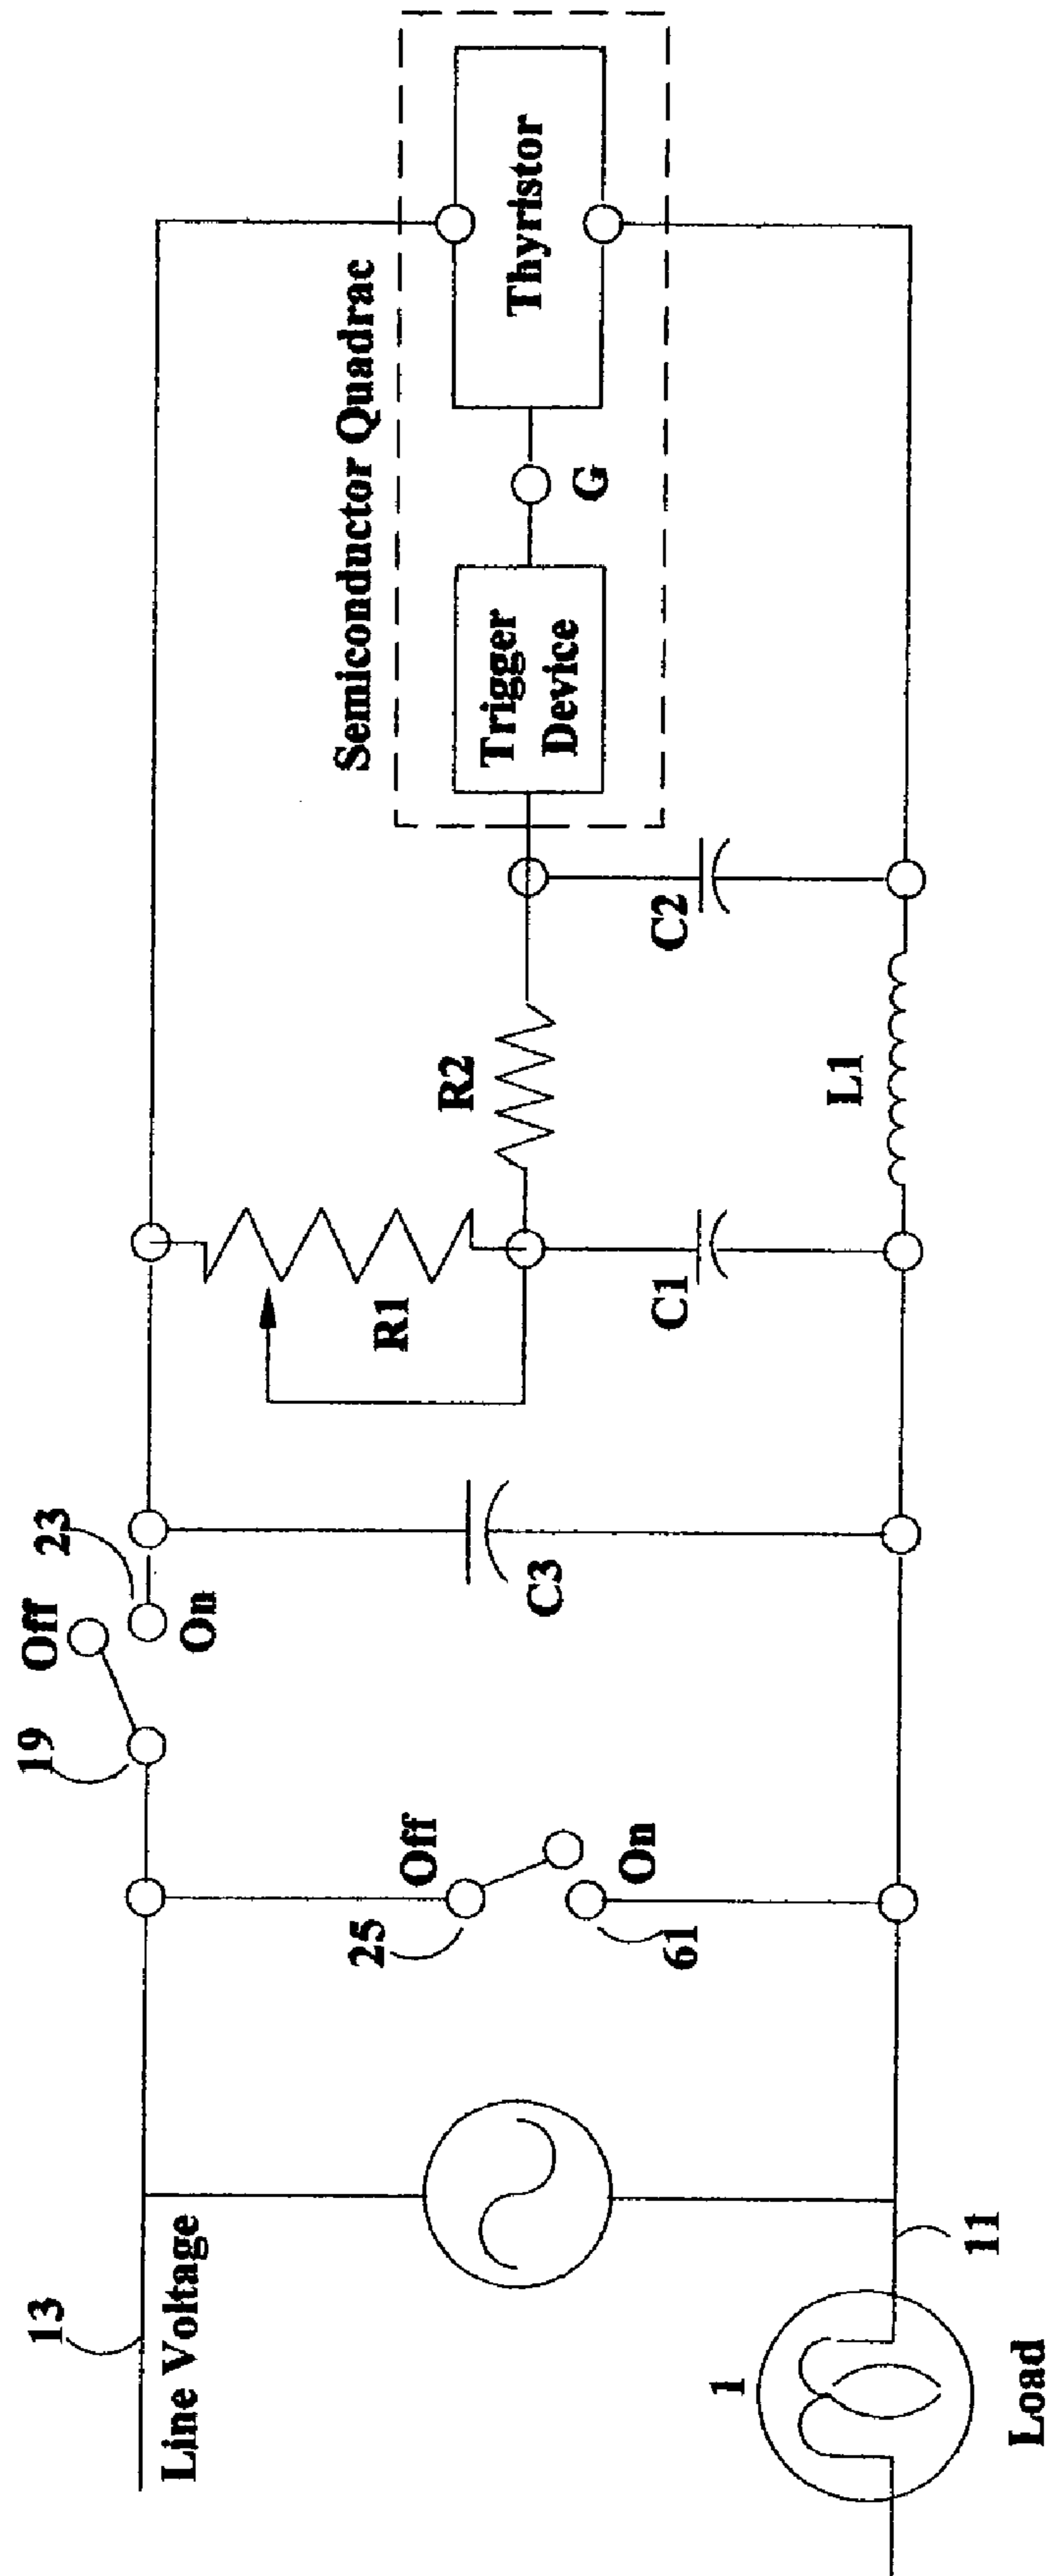 Semiconductor Quadrac
Thyristor
G
Trigger
Device
C2
R2
L1
R1
C1
23
Off
On
19
C3
Off
25
On
61
13
Line Voltage
11
1
Load